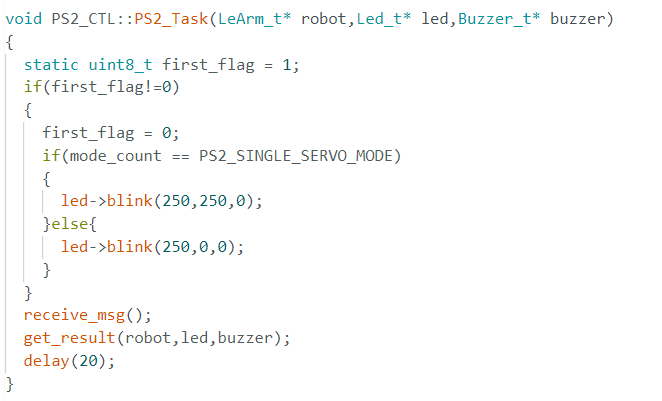 void PS2_CTL::PS2_Task(LeArm_t* robot,Led_t* led,Buzzer_t* buzzer)
{
  static uint8_t first_flag = 1;
  if(first_flag!=0)
  {
    first_flag = 0;
    if(mode_count == PS2_SINGLE_SERVO_MODE)
    {
      led->blink(250,250,0);
    }else{
      led->blink(250,0,0);
    }
  }
  receive_msg();
  get_result(robot,led,buzzer);
  delay(20);
}